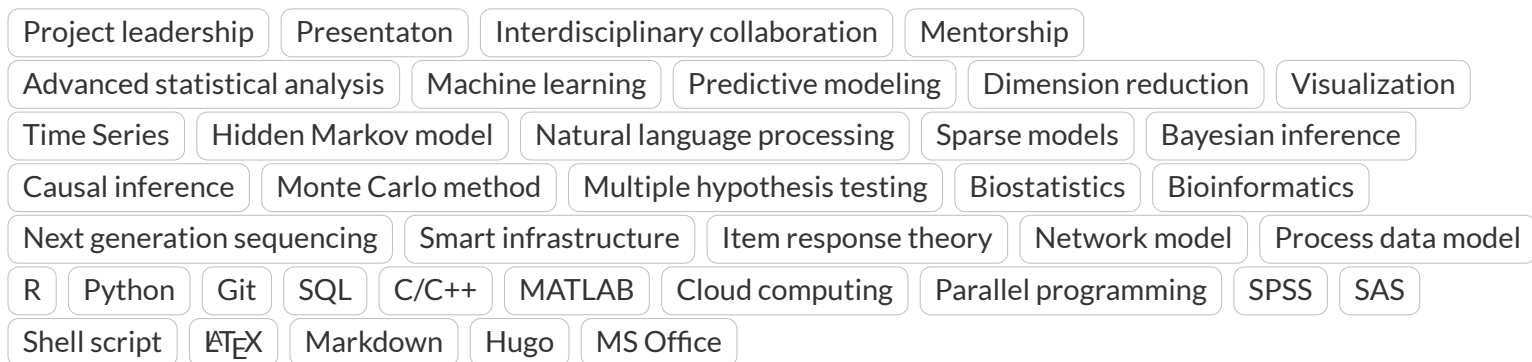 Project leadership Presentaton Interdisciplinary collaboration Mentorship
Advanced statistical analysis Machine learning Predictive modeling Dimension reduction Visualization
Time Series Hidden Markov model Natural language processing Sparse models Bayesian inference
Causal inference Monte Carlo method Multiple hypothesis testing Biostatistics Bioinformatics
Next generation sequencing Smart infrastructure Item response theory Network model Process data model
R Python Git SQL C/C++ MATLAB Cloud computing Parallel programming SPSS SAS
Shell script LATEX Markdown Hugo MS Office